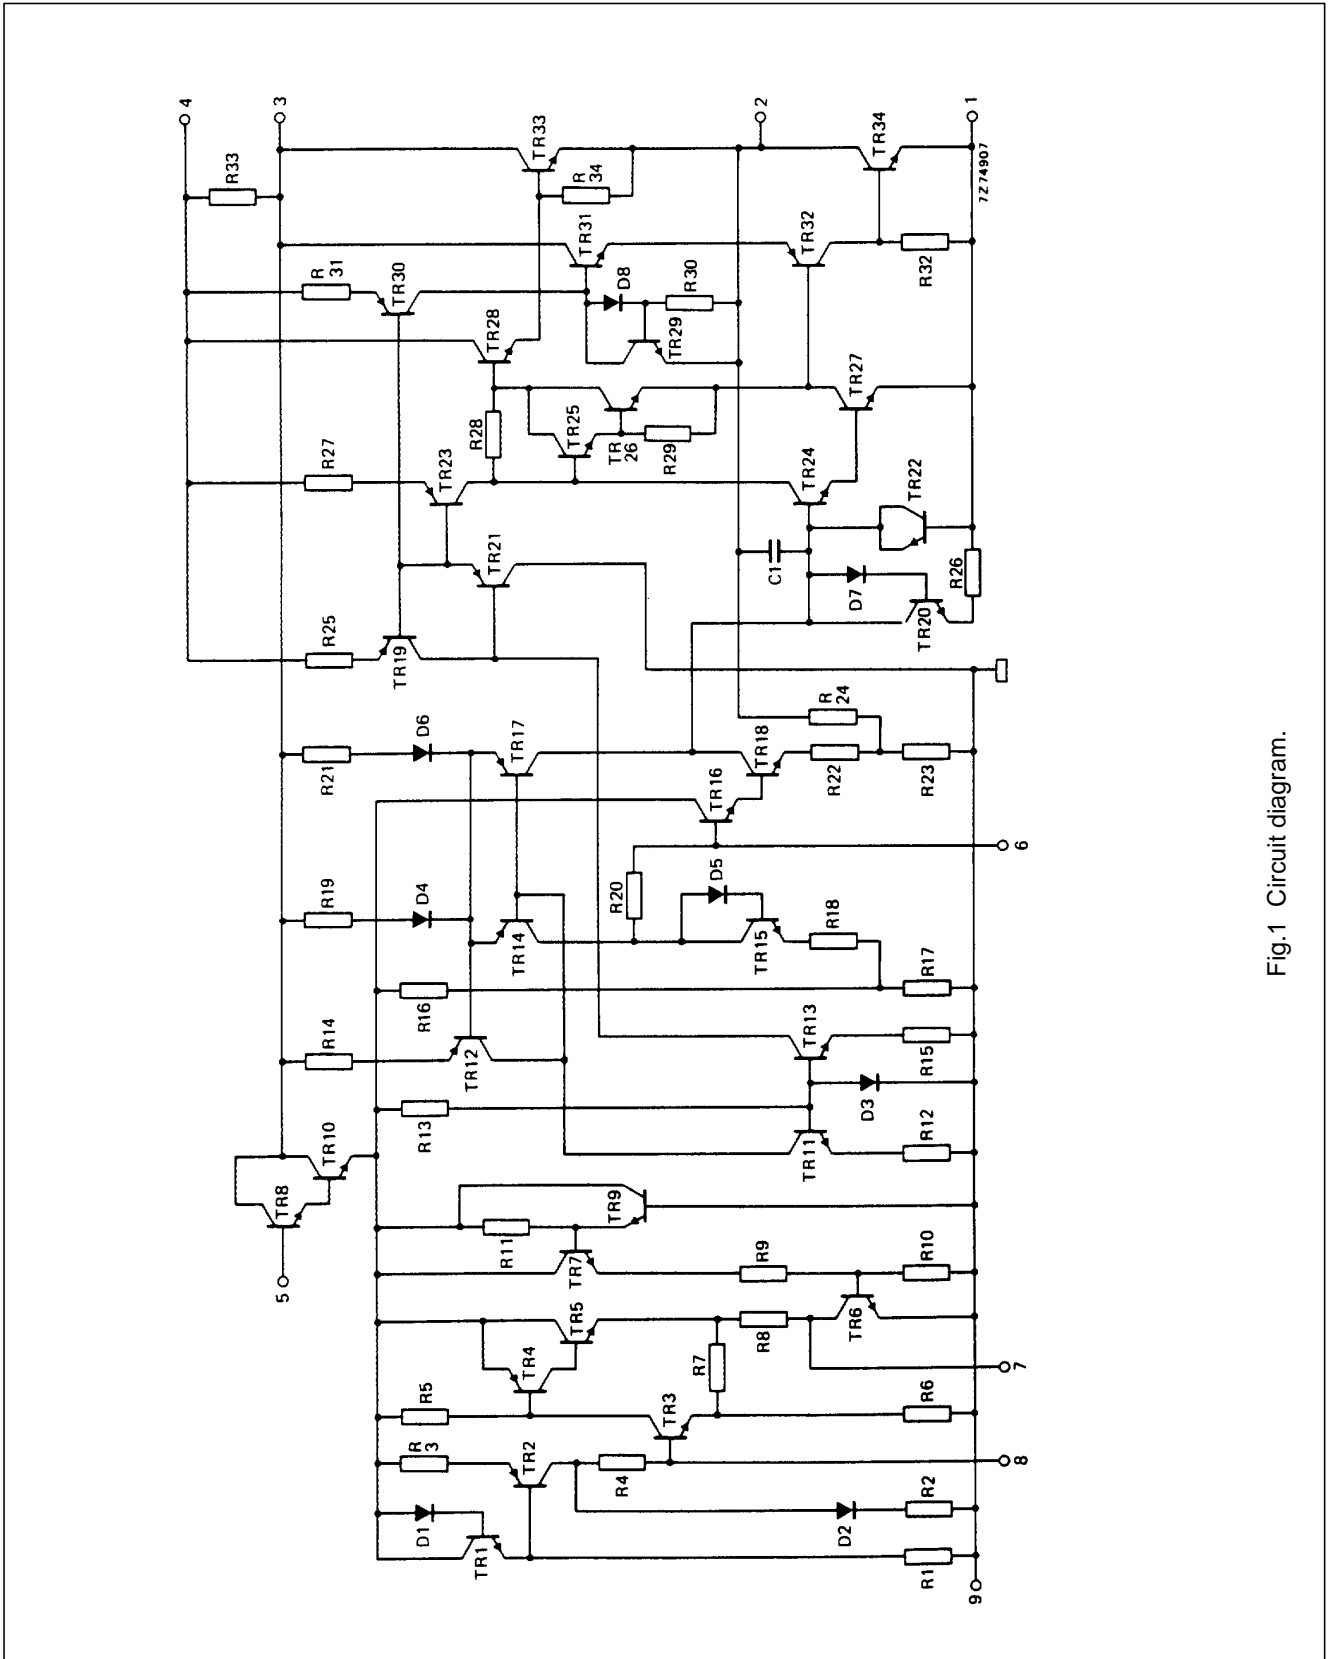 4
3
2
1
R33
TR33
R
34
TR34
7Z74907
TR31
TR32
R32
R
31
TR30
D8
R30
TR28
TR29
R27
TR23
R28
TR25
TR
26
R29
TR27
TR24
TR22
TR21
C1
D7
R26
TR20
R25
TR19
R
24
D6
TR17
R21
TR18
TR16
R22
R23
6
R19
D4
R20
D5
TR14
TR15
R18
R16
R17
R14
TR12
TR13
R15
R13
D3
TR10
TR11
R12
TR8
TR9
R11
TR7
R9
R10
5
TR5
R8
TR6
TR4
R7
7
R5
TR3
R6
R
3
TR2
R4
8
D1
D2
R2
TR1
R1
9
Fig.1 Circuit diagram.